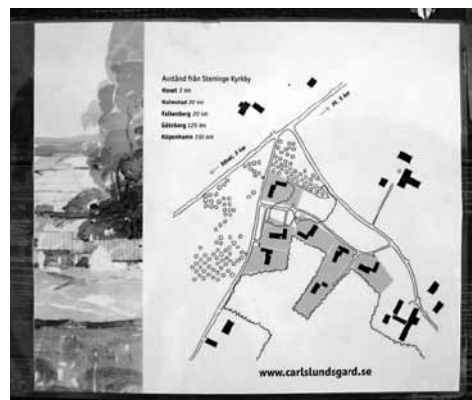 Avstånd från Steninge Kyrkby
Havet 3 km
Halmstad 20 km
Falkenberg 20 km
Göteborg 125 km
Köpenhamn 150 km
www.carlslundsgard.se